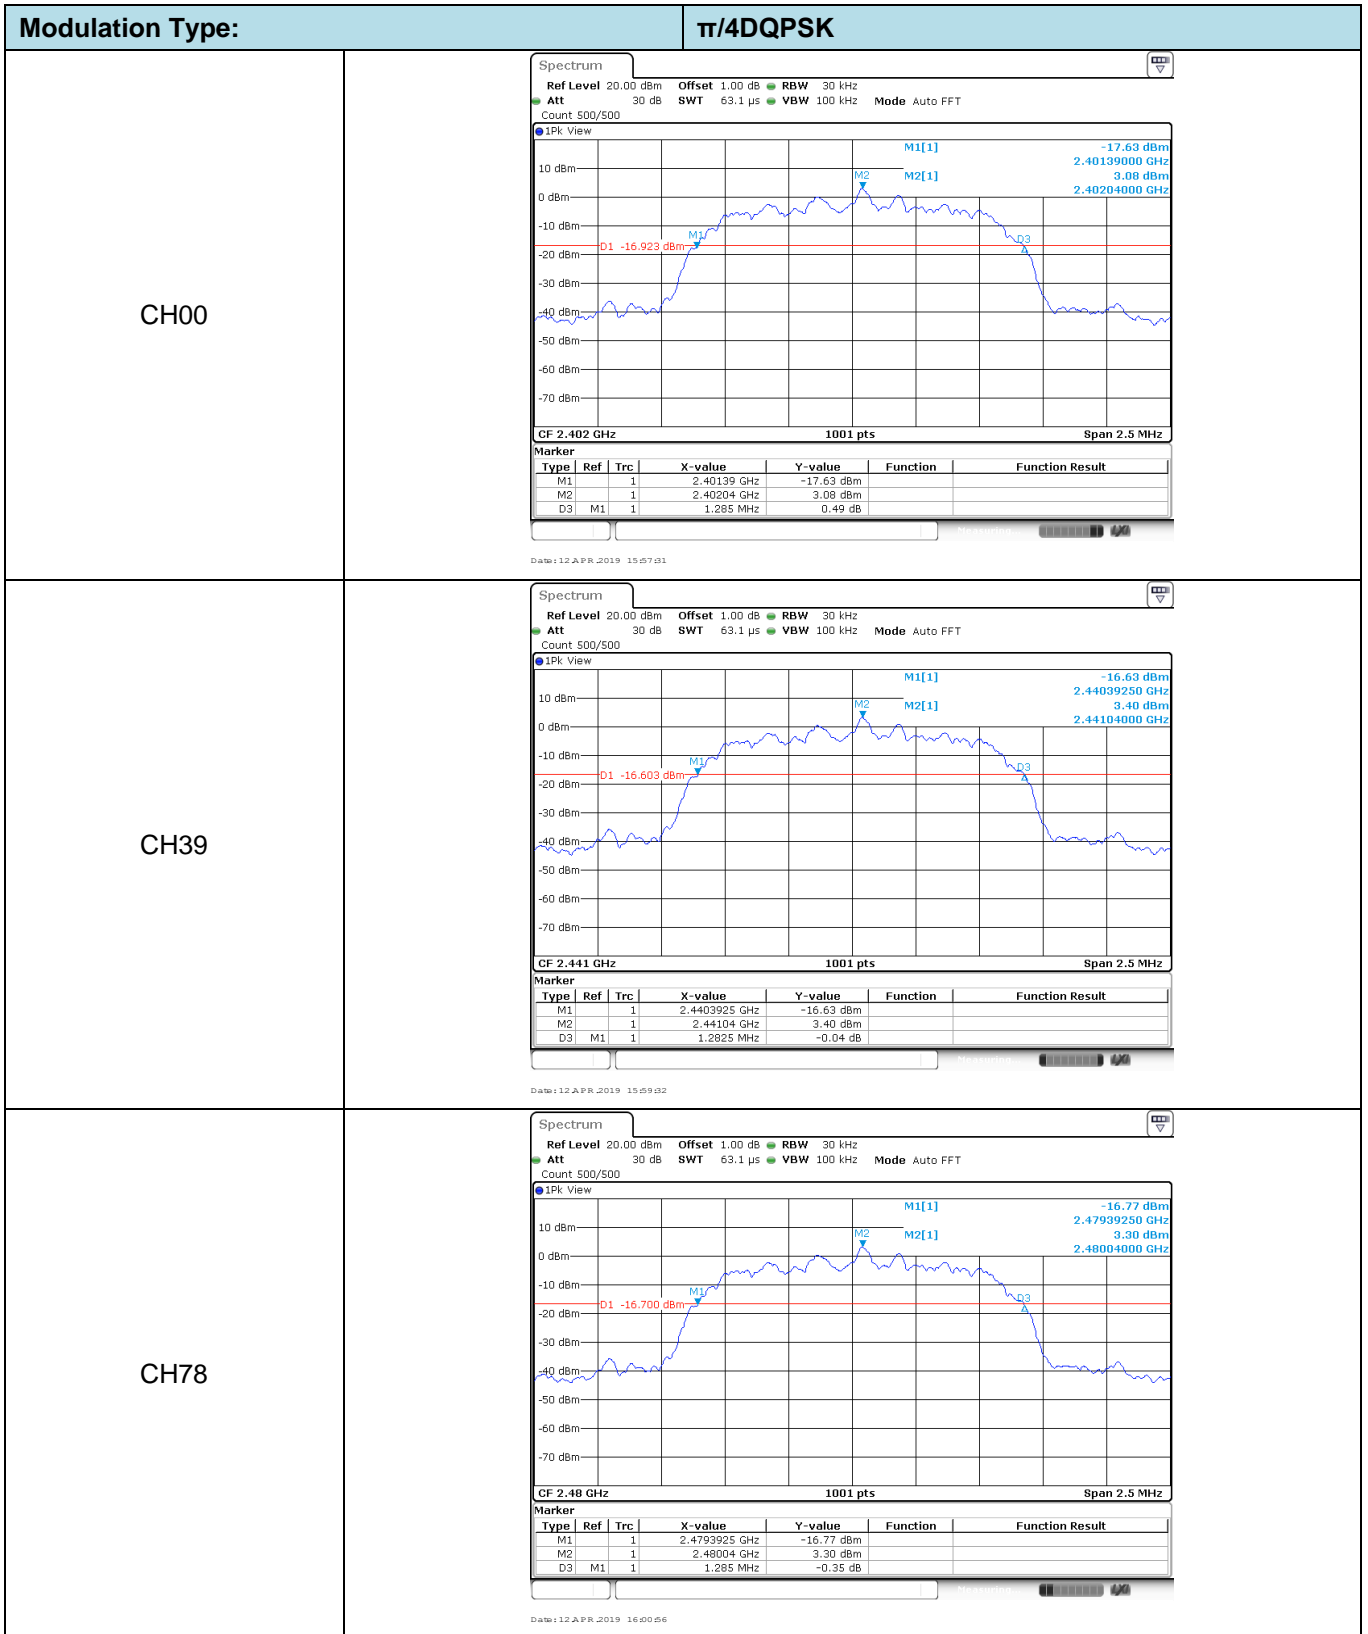 Modulation Type: π/4DQPSK
CH00
Spectrum
Ref Level 20.00 dBm Offset 1.00 dB RBW 30 kHz
Att 30 dB SWT 63.1 µs VBW 100 kHz Mode Auto FFT
Count 500/500
1Pk View
M1[1] -17.63 dBm
2.40139000 GHz
10 dBm
M2 M2[1] 3.08 dBm
2.40204000 GHz
0 dBm
-10 dBm
M1 D3
D1 -16.923 dBm
-20 dBm
-30 dBm
-40 dBm
-50 dBm
-60 dBm
-70 dBm
CF 2.402 GHz 1001 pts Span 2.5 MHz
Marker
Type Ref Trc X-value Y-value Function Function Result
M1 1 2.40139 GHz -17.63 dBm
M2 1 2.40204 GHz 3.08 dBm
D3 M1 1 1.285 MHz 0.49 dB
Measuring...
Date: 12.APR.2019 15:57:31
CH39
Spectrum
Ref Level 20.00 dBm Offset 1.00 dB RBW 30 kHz
Att 30 dB SWT 63.1 µs VBW 100 kHz Mode Auto FFT
Count 500/500
1Pk View
M1[1] -16.63 dBm
2.44039250 GHz
10 dBm
M2 M2[1] 3.40 dBm
2.44104000 GHz
0 dBm
-10 dBm
M1 D3
D1 -16.603 dBm
-20 dBm
-30 dBm
-40 dBm
-50 dBm
-60 dBm
-70 dBm
CF 2.441 GHz 1001 pts Span 2.5 MHz
Marker
Type Ref Trc X-value Y-value Function Function Result
M1 1 2.4403925 GHz -16.63 dBm
M2 1 2.44104 GHz 3.40 dBm
D3 M1 1 1.2825 MHz -0.04 dB
Measuring...
Date: 12.APR.2019 15:59:32
CH78
Spectrum
Ref Level 20.00 dBm Offset 1.00 dB RBW 30 kHz
Att 30 dB SWT 63.1 µs VBW 100 kHz Mode Auto FFT
Count 500/500
1Pk View
M1[1] -16.77 dBm
2.47939250 GHz
10 dBm
M2 M2[1] 3.30 dBm
2.48004000 GHz
0 dBm
-10 dBm
M1 D3
D1 -16.700 dBm
-20 dBm
-30 dBm
-40 dBm
-50 dBm
-60 dBm
-70 dBm
CF 2.48 GHz 1001 pts Span 2.5 MHz
Marker
Type Ref Trc X-value Y-value Function Function Result
M1 1 2.4793925 GHz -16.77 dBm
M2 1 2.48004 GHz 3.30 dBm
D3 M1 1 1.285 MHz -0.35 dB
Measuring...
Date: 12.APR.2019 16:00:56